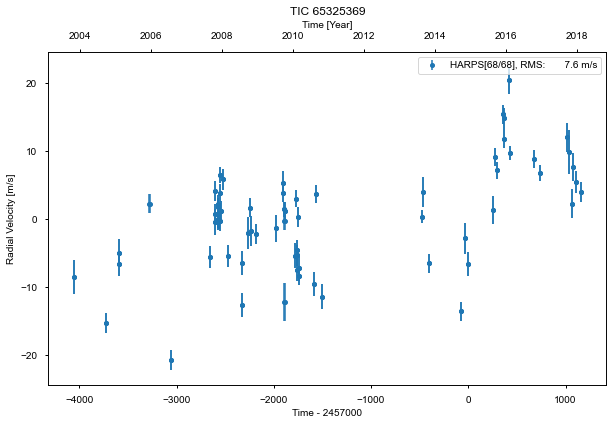 TIC 65325369
Time [Year]
2004 2006 2008 2010 2012 2014 2016 2018
HARPS[68/68], RMS: 7.6 m/s
20
10
0
−10
−20
Radial Velocity [m/s]
−4000 −3000 −2000 −1000 0 1000
Time - 2457000